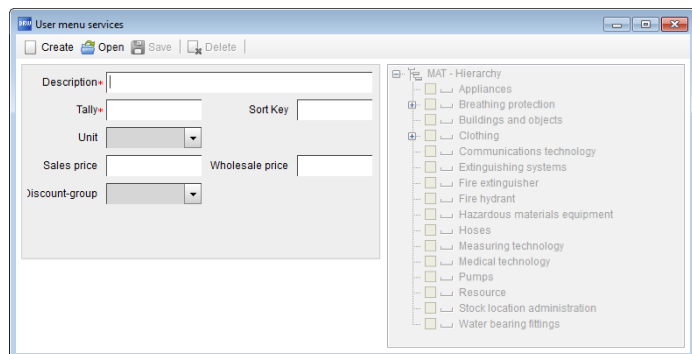 DRW User menu services
Create Open Save Delete
Description*
Tally* Sort Key
Unit
Sales price Wholesale price
Discount-group
MAT - Hierarchy
Appliances
Breathing protection
Buildings and objects
Clothing
Communications technology
Extinguishing systems
Fire extinguisher
Fire hydrant
Hazardous materials equipment
Hoses
Measuring technology
Medical technology
Pumps
Resource
Stock location administration
Water bearing fittings